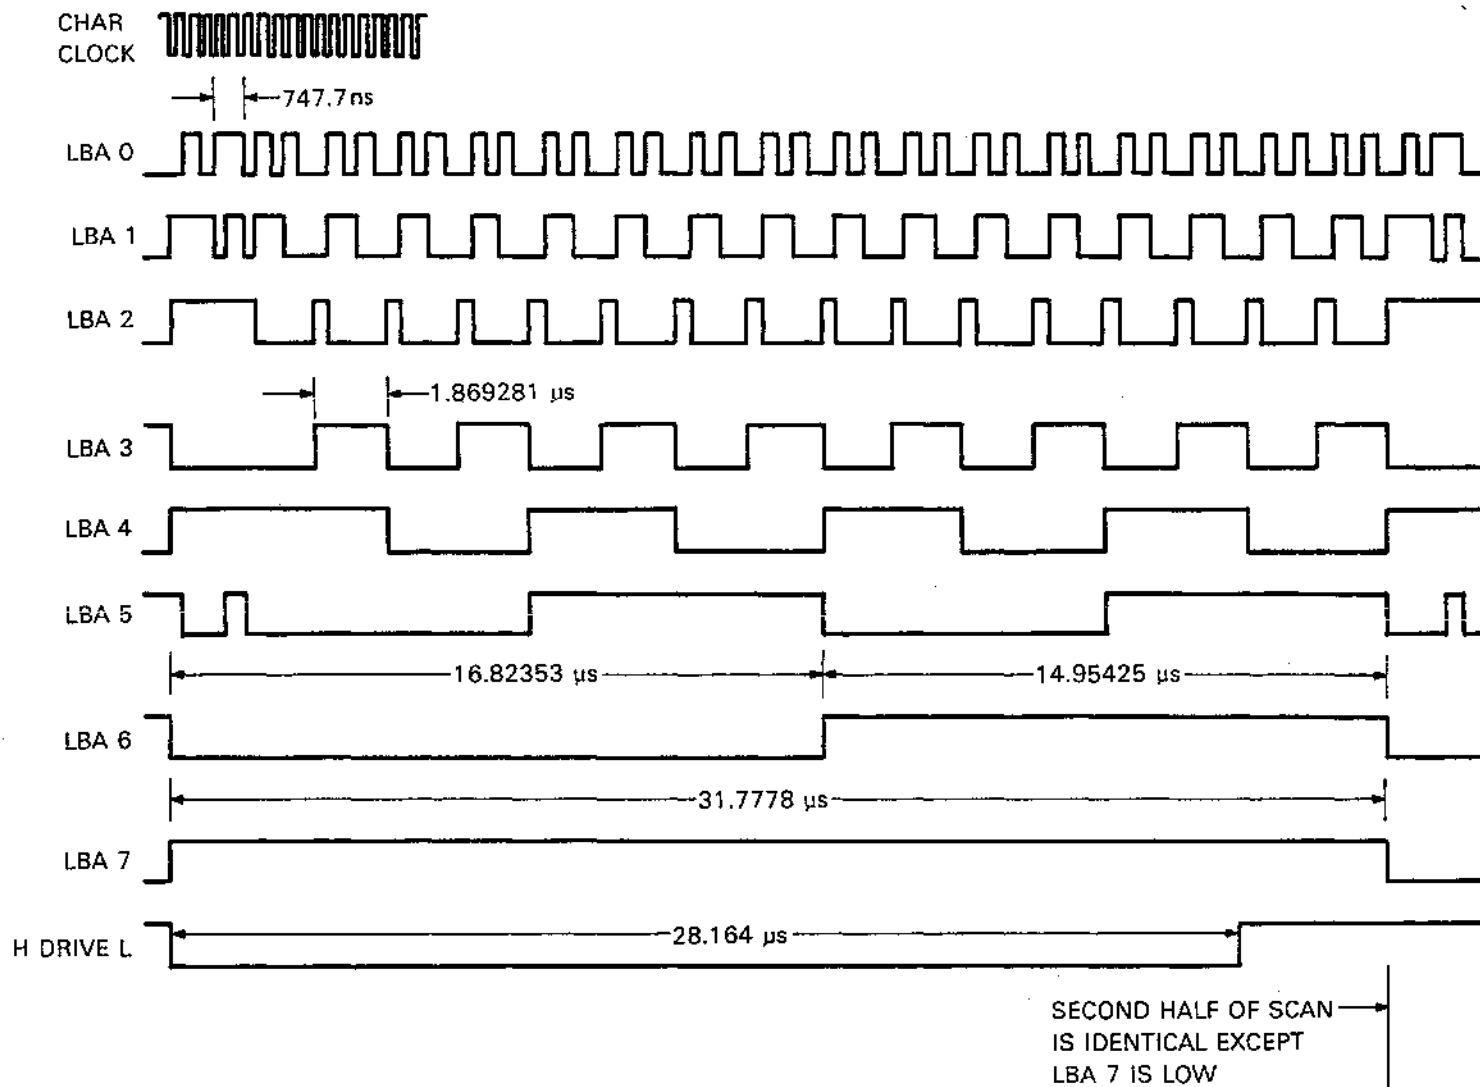 CHAR
CLOCK
747.7ns
LBA 0
LBA 1
LBA 2
1.869281 µs
LBA 3
LBA 4
LBA 5
16.82353 µs 14.95425 µs
LBA 6
31.7778 µs
LBA 7
28.164 µs
H DRIVE L
SECOND HALF OF SCAN
IS IDENTICAL EXCEPT
LBA 7 IS LOW